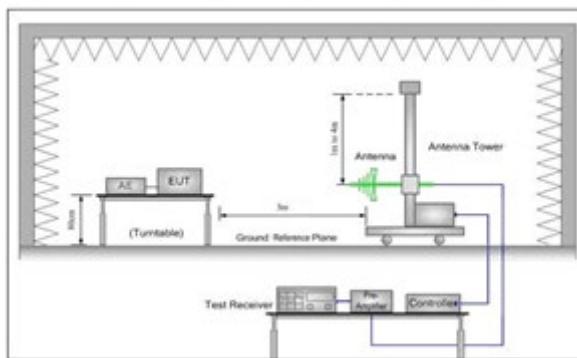 1m to 4m
Antenna
Antenna Tower
AE
EUT
3m
80cm
(Turntable)
Ground Reference Plane
Test Receiver
Pre-
Amplifier
Controller